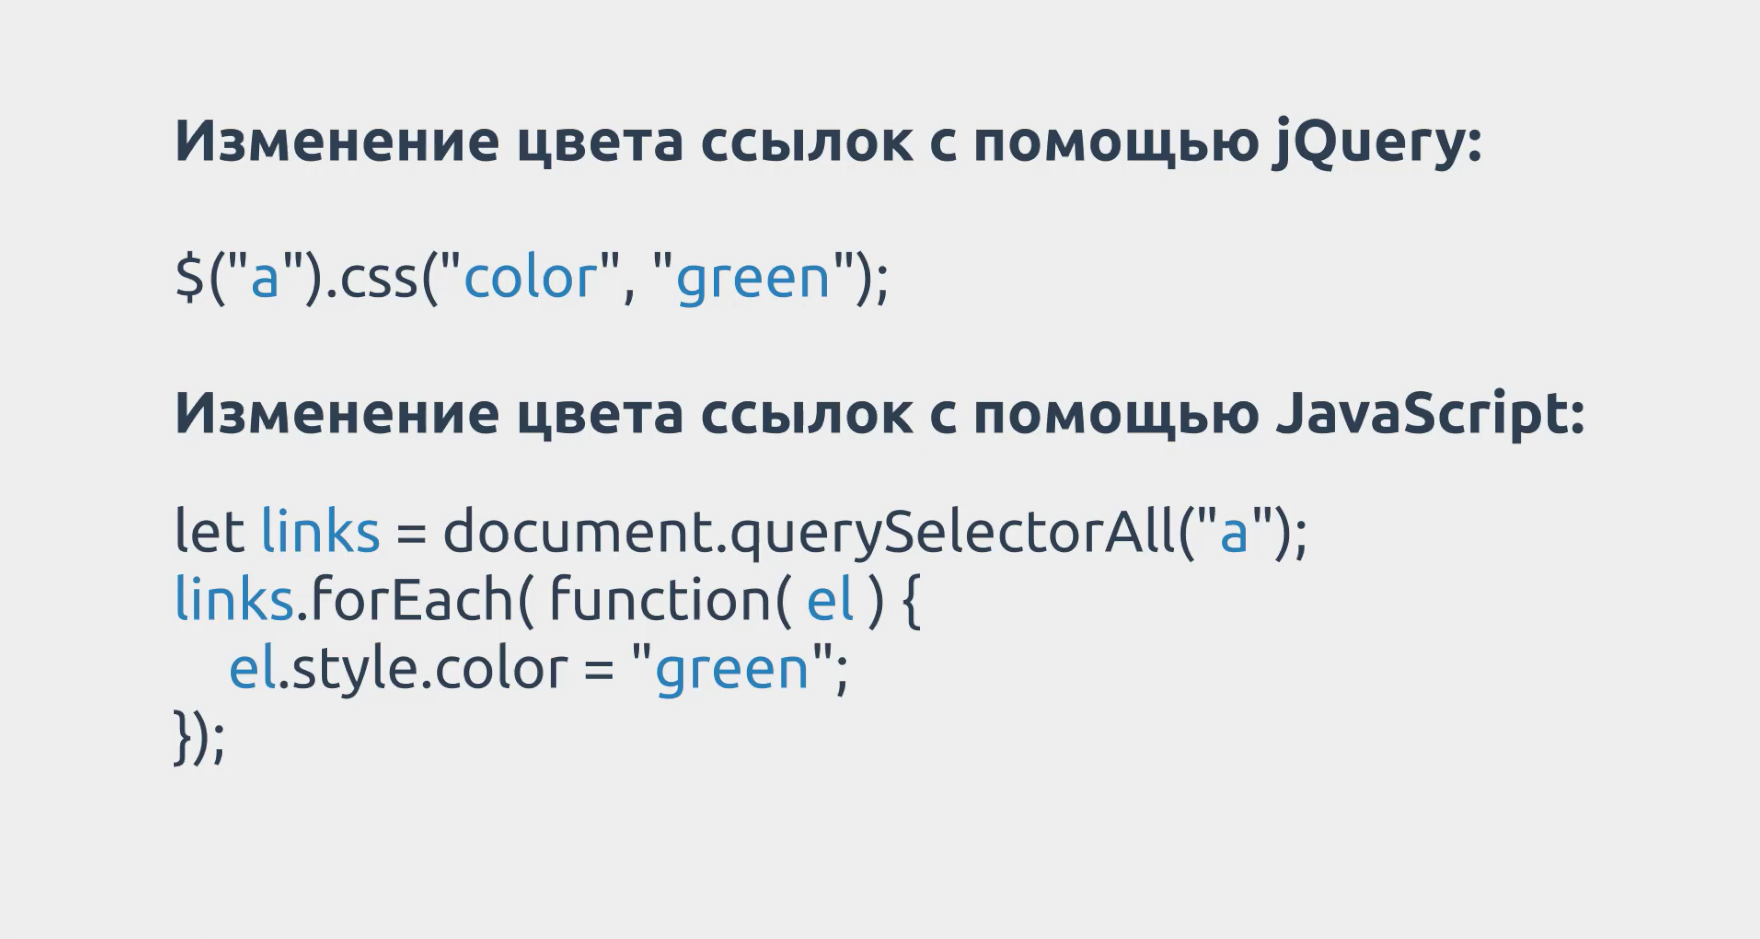 Изменение цвета ссылок с помощью jQuery:
$("a").css("color", "green");
Изменение цвета ссылок с помощью JavaScript:
let links = document.querySelectorAll("a");
links.forEach( function( el ) {
    el.style.color = "green";
});